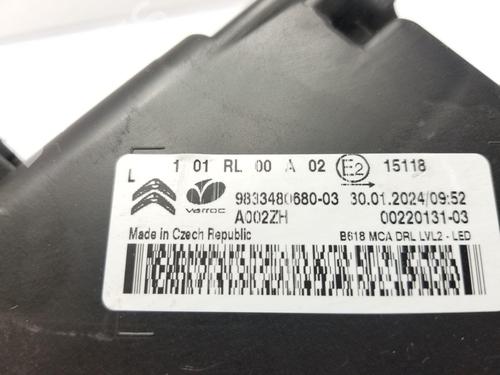 L 1 01 RL 00 A 02 E2 15118
varroc 9833480680-03 30.01.2024/09:52
A002ZH 00220131-03
Made in Czech Republic B618 MCA DRL LVL2 - LED